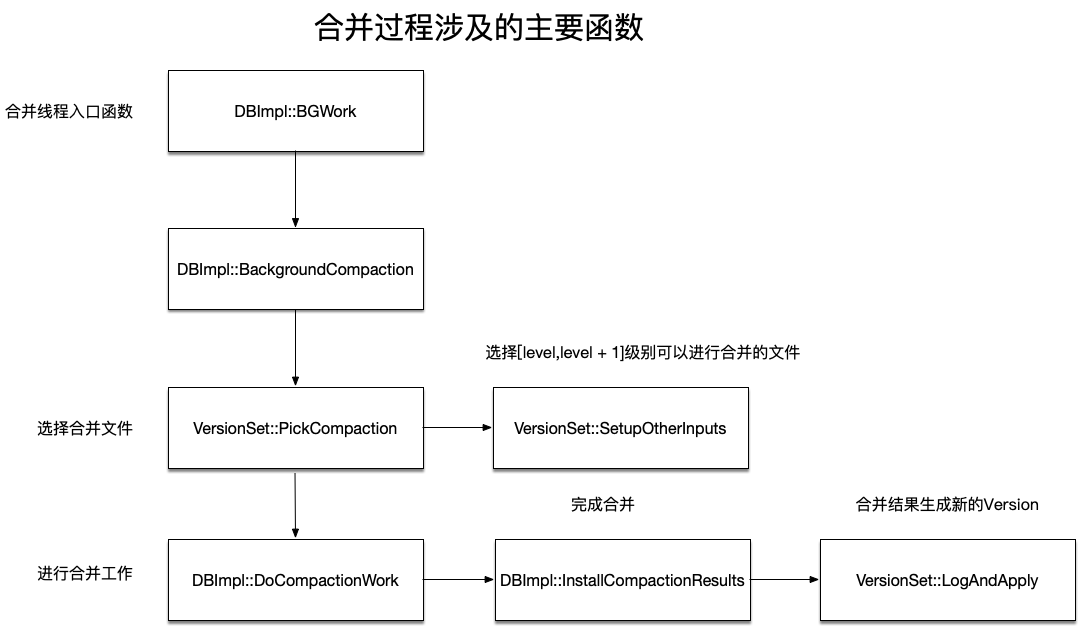 合并过程涉及的主要函数
合并线程入口函数
DBImpl::BGWork
DBImpl::BackgroundCompaction
选择[level,level + 1]级别可以进行合并的文件
选择合并文件
VersionSet::PickCompaction
VersionSet::SetupOtherInputs
完成合并
合并结果生成新的Version
进行合并工作
DBImpl::DoCompactionWork
DBImpl::InstallCompactionResults
VersionSet::LogAndApply